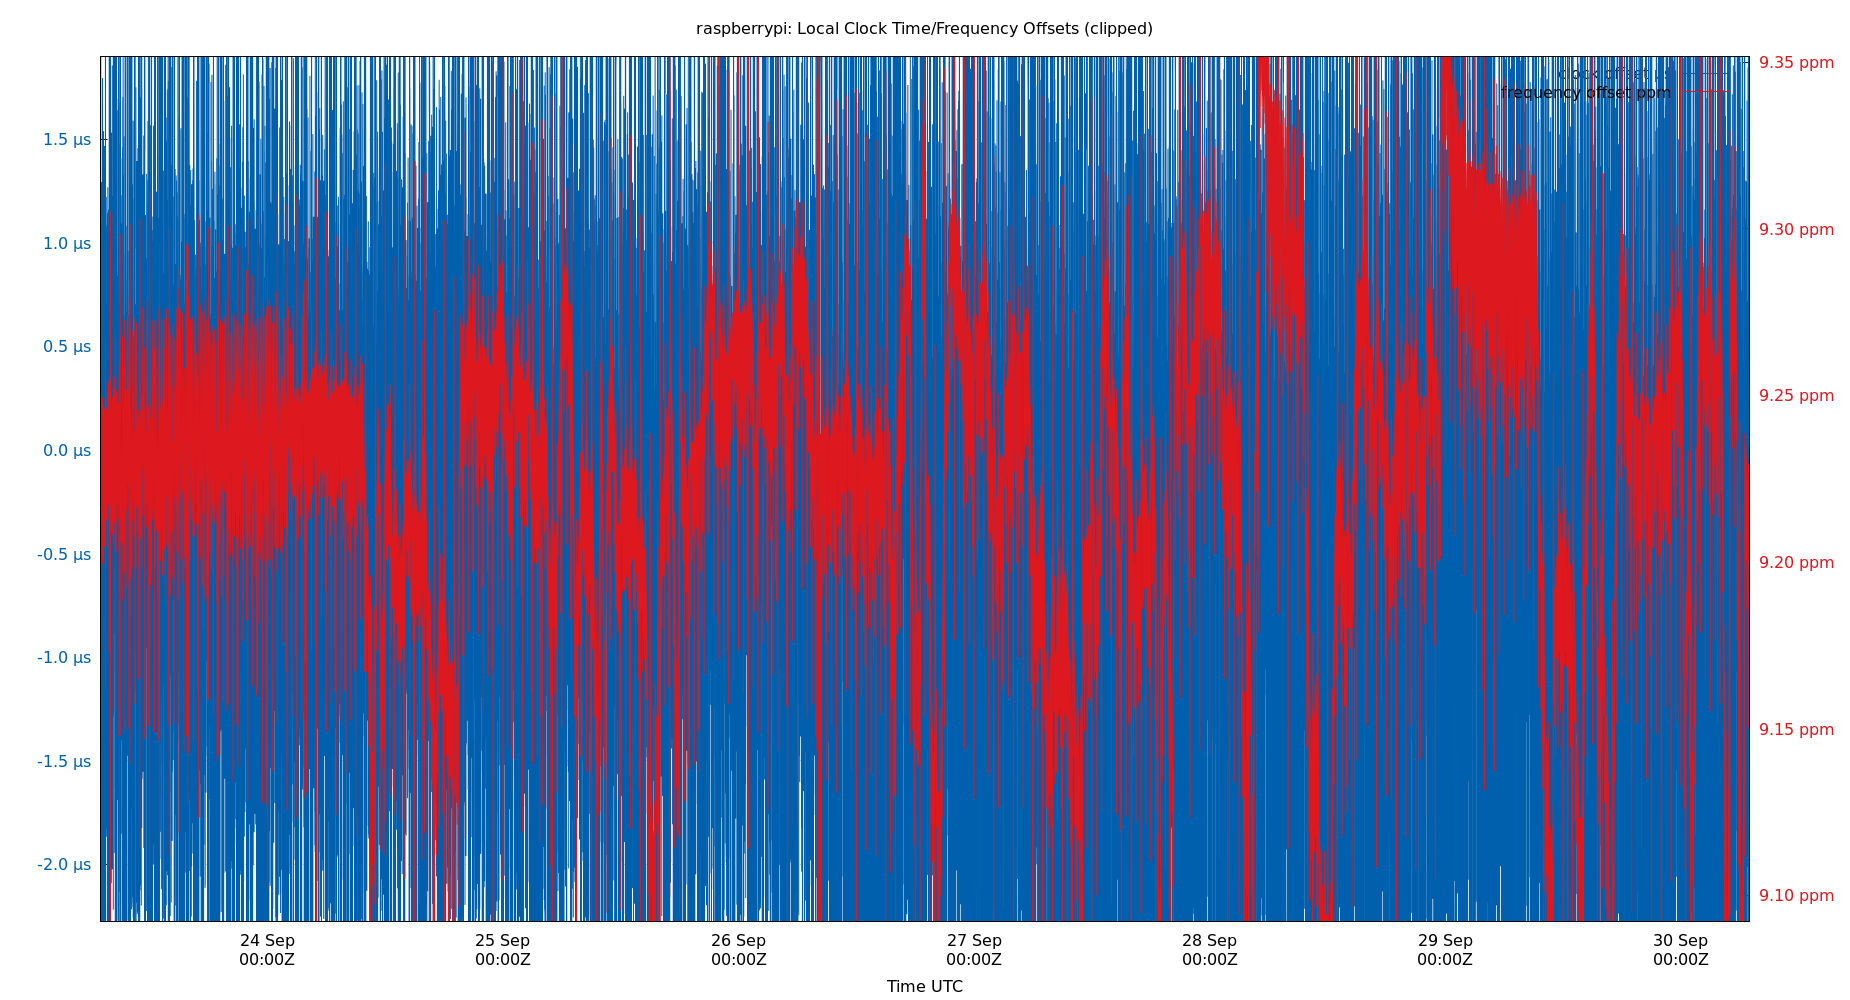 raspberrypi: Local Clock Time/Frequency Offsets (clipped)
9.35 ppm
clock offset µs
frequency offset ppm
1.5 µs
1.0 µs
9.30 ppm
0.5 µs
9.25 ppm
0.0 µs
-0.5 µs
9.20 ppm
-1.0 µs
9.15 ppm
-1.5 µs
-2.0 µs
9.10 ppm
24 Sep 25 Sep 26 Sep 27 Sep 28 Sep 29 Sep 30 Sep
00:00Z 00:00Z 00:00Z 00:00Z 00:00Z 00:00Z 00:00Z
Time UTC